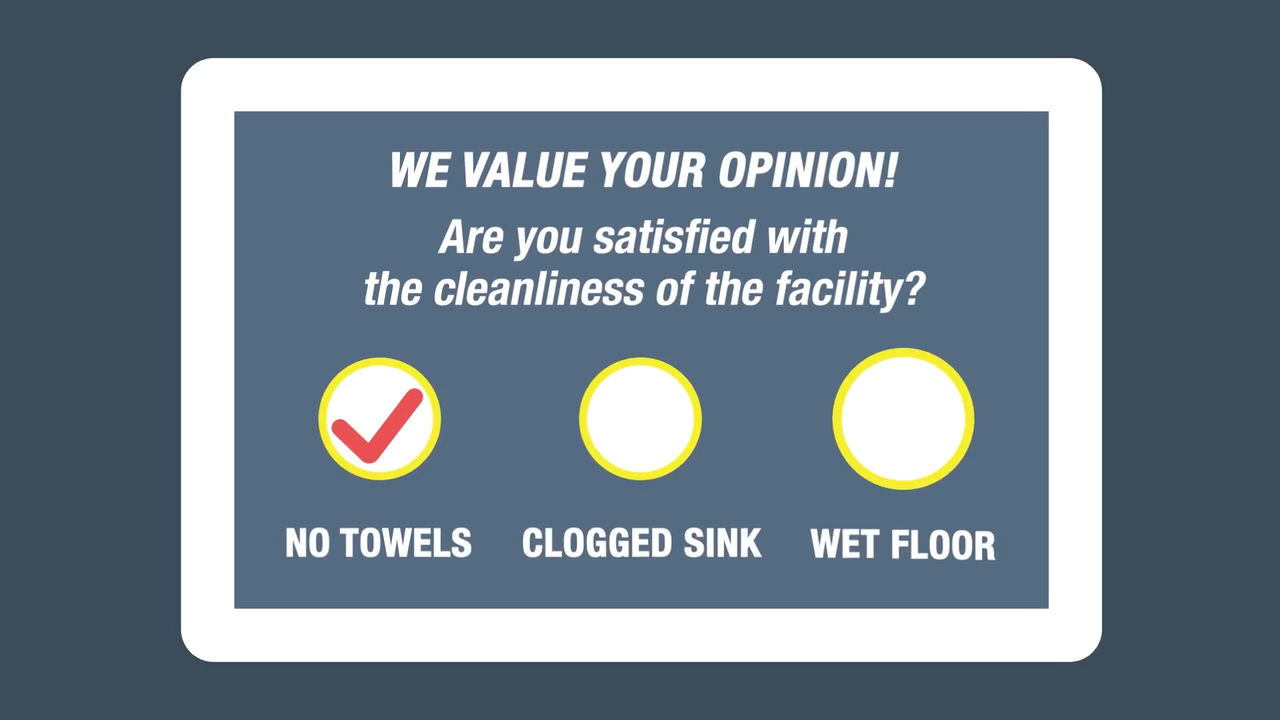 WE VALUE YOUR OPINION!
Are you satisfied with
the cleanliness of the facility?
NO TOWELS
CLOGGED SINK
WET FLOOR